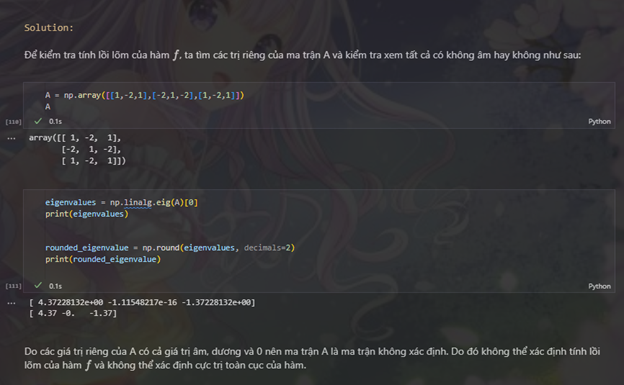 Solution:
Để kiểm tra tính lồi lõm của hàm f, ta tìm các trị riêng của ma trận A và kiểm tra xem tất cả có không âm hay không như sau:
A = np.array([[1,-2,1],[-2,1,-2],[1,-2,1]])
A
[110] ✓ 0.1s Python
... array([[ 1, -2,  1],
       [-2,  1, -2],
       [ 1, -2,  1]])
eigenvalues = np.linalg.eig(A)[0]
print(eigenvalues)
rounded_eigenvalue = np.round(eigenvalues, decimals=2)
print(rounded_eigenvalue)
[111] ✓ 0.1s Python
... [ 4.37228132e+00 -1.11548217e-16 -1.37228132e+00]
[ 4.37 -0.   -1.37]
Do các giá trị riêng của A có cả giá trị âm, dương và 0 nên ma trận A là ma trận không xác định. Do đó không thể xác định tính lồi
lõm của hàm f và không thể xác định cực trị toàn cục của hàm.